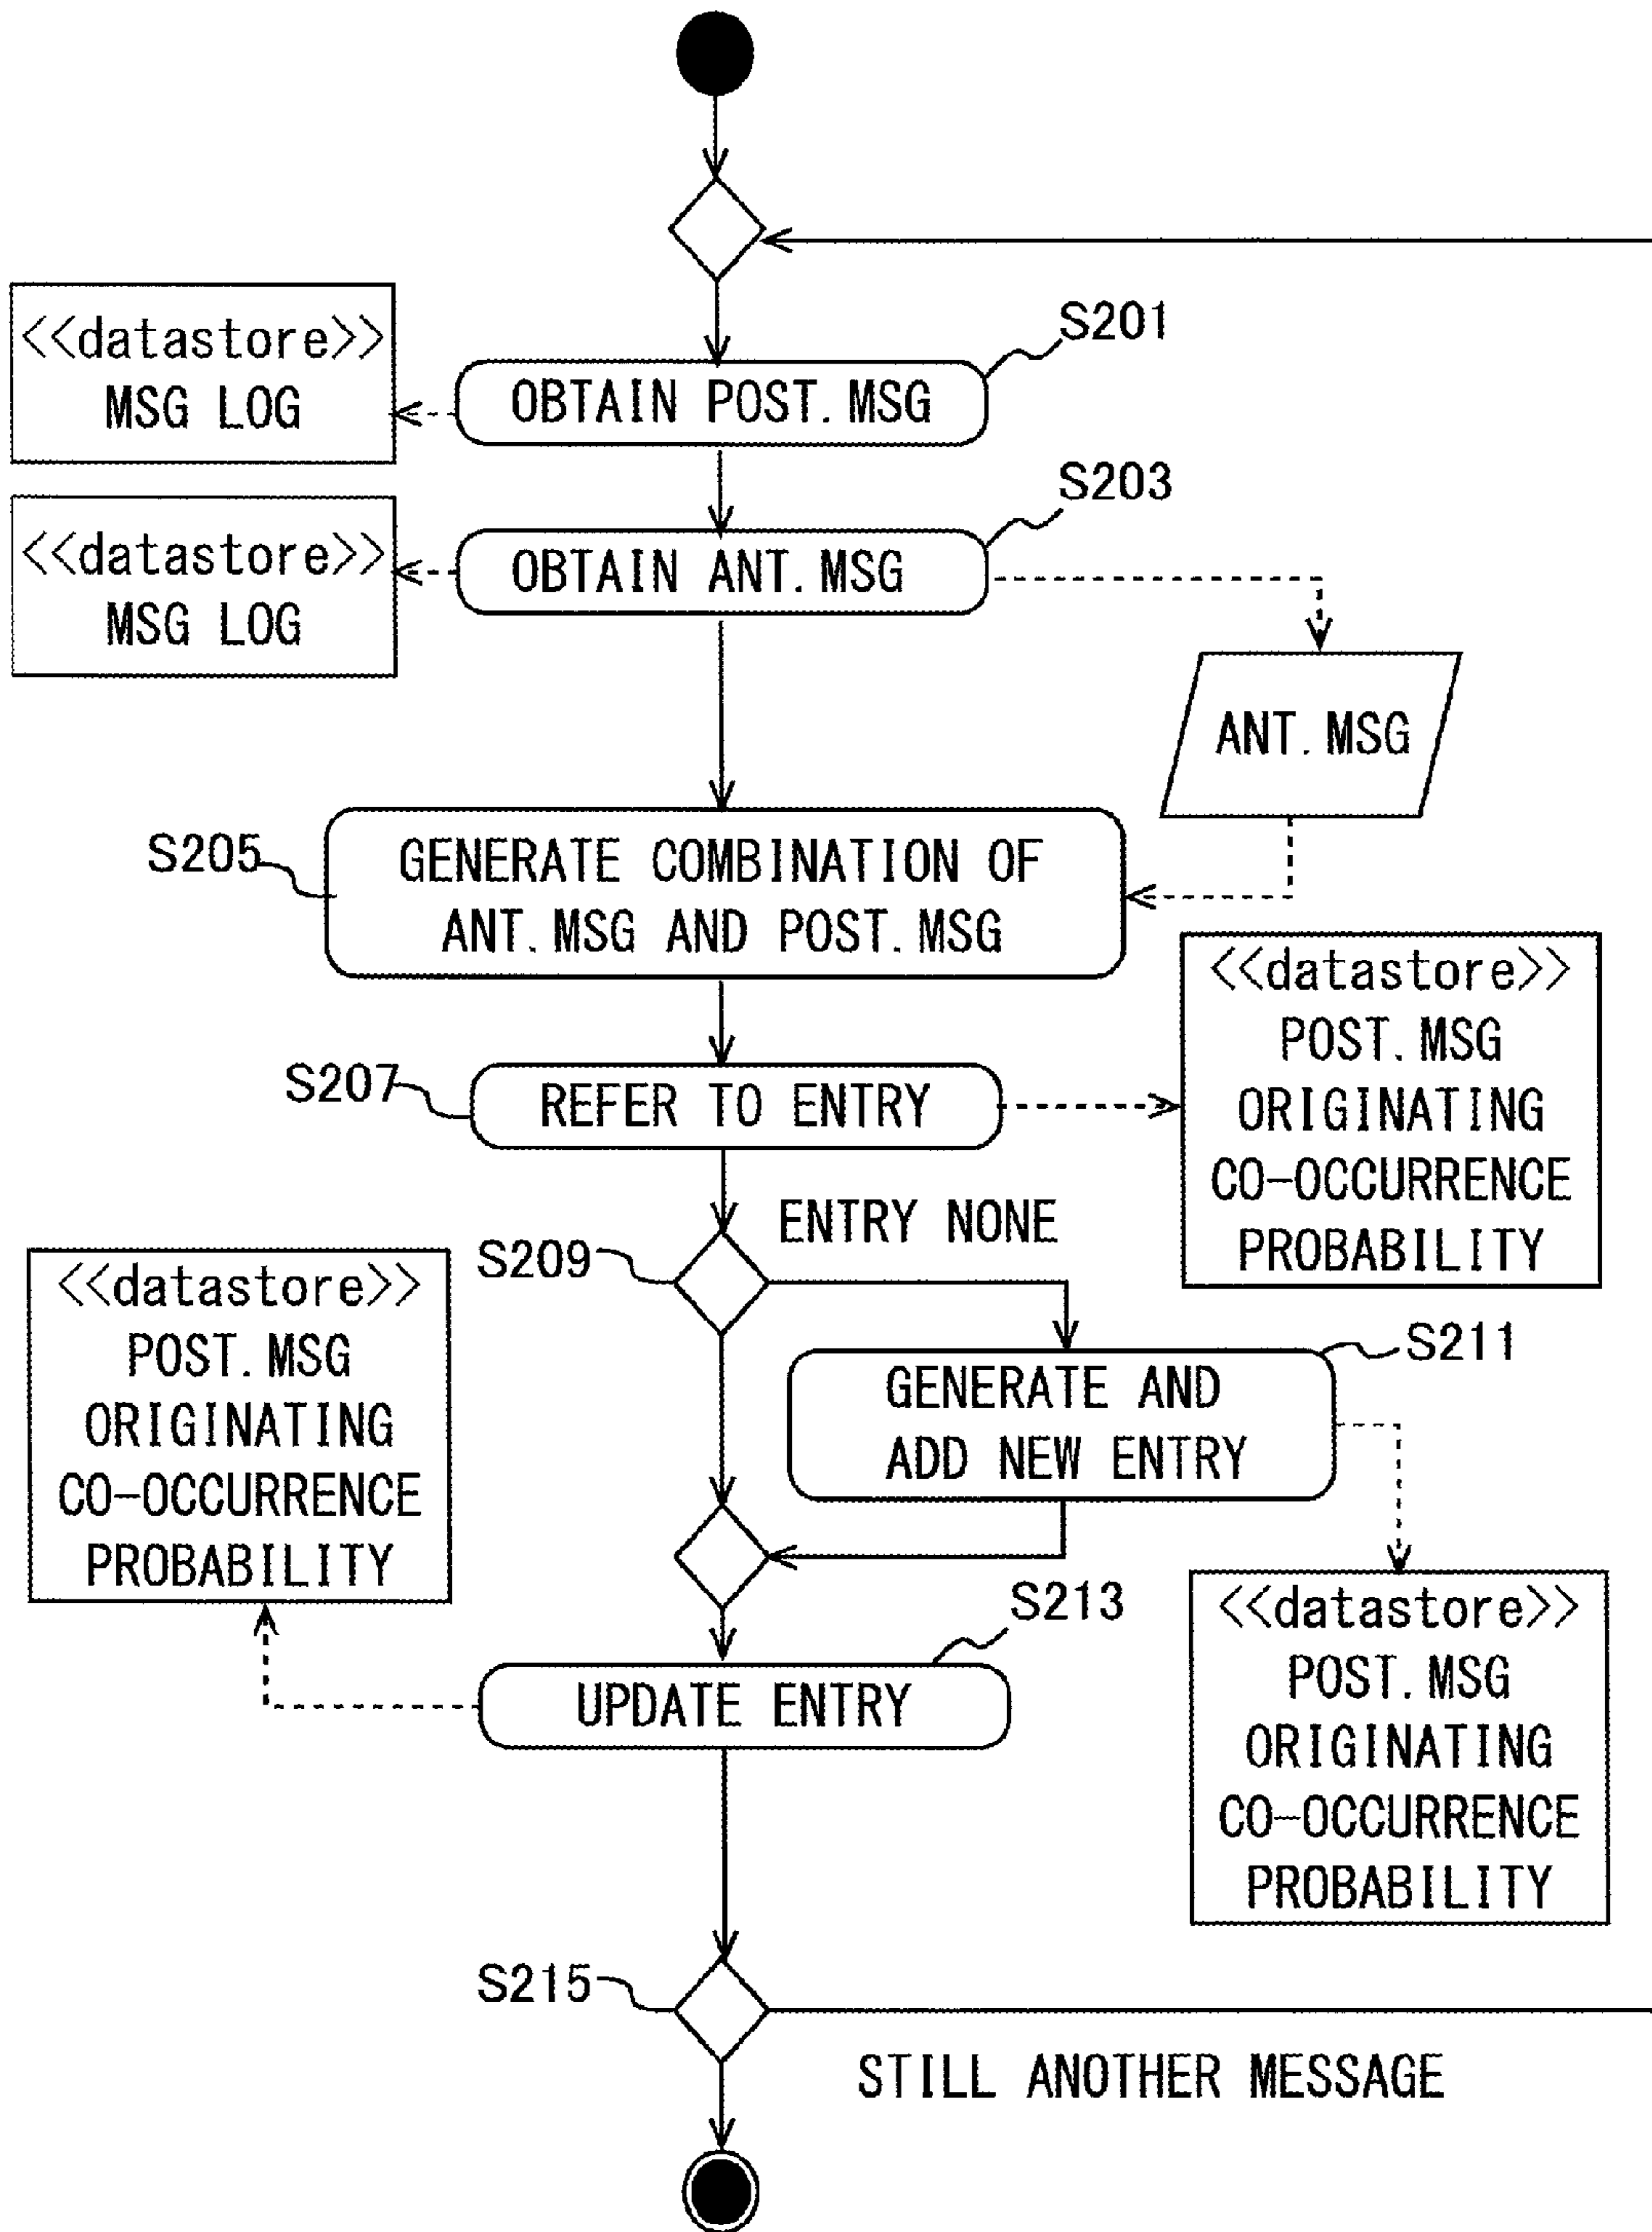 <<datastore>>
MSG LOG
S201
OBTAIN POST.MSG
<<datastore>>
MSG LOG
S203
OBTAIN ANT.MSG
ANT.MSG
S205
GENERATE COMBINATION OF
ANT.MSG AND POST.MSG
S207
REFER TO ENTRY
<<datastore>>
POST.MSG
ORIGINATING
CO-OCCURRENCE
PROBABILITY
S209
ENTRY NONE
S211
GENERATE AND
ADD NEW ENTRY
<<datastore>>
POST.MSG
ORIGINATING
CO-OCCURRENCE
PROBABILITY
S213
UPDATE ENTRY
<<datastore>>
POST.MSG
ORIGINATING
CO-OCCURRENCE
PROBABILITY
S215
STILL ANOTHER MESSAGE